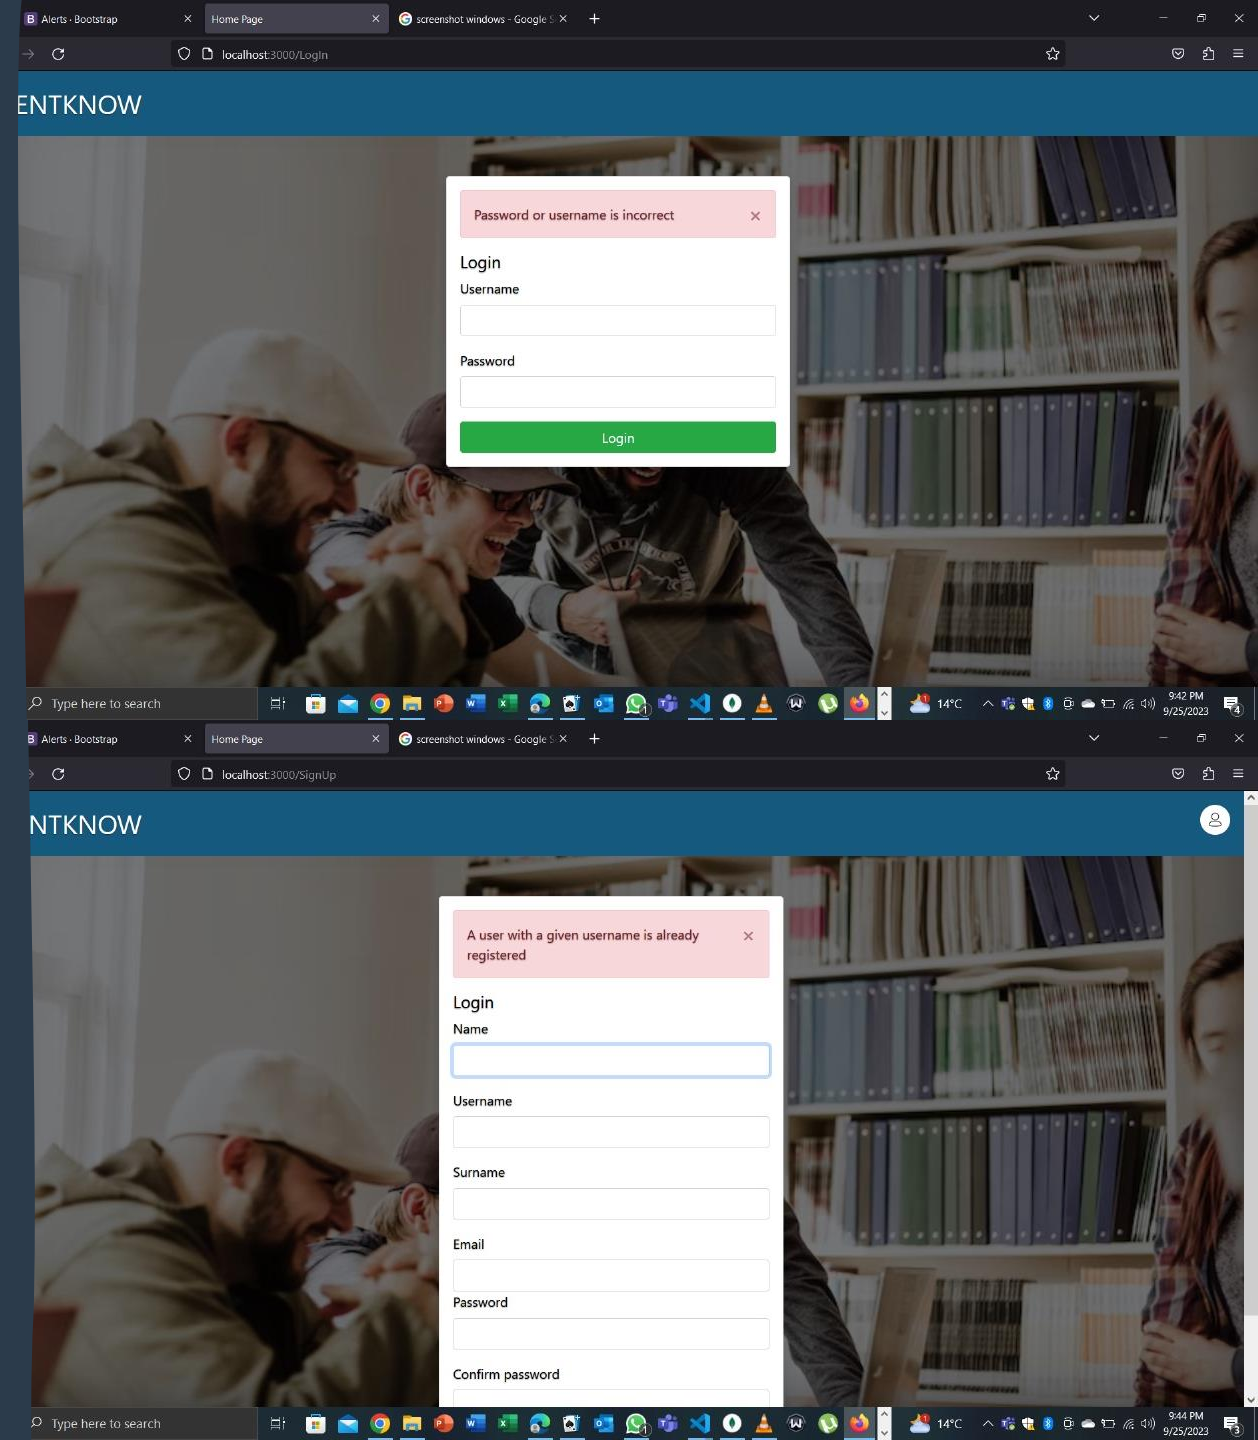 Alerts · Bootstrap
Home Page
screenshot windows - Google S
localhost:3000/LogIn
ENTKNOW
Password or username is incorrect
Login
Username
Password
Login
Type here to search
14°C
9:42 PM
9/25/2023
4
Alerts · Bootstrap
Home Page
screenshot windows - Google S
localhost:3000/SignUp
NTKNOW
A user with a given username is already
registered
Login
Name
Username
Surname
Email
Password
Confirm password
Type here to search
14°C
9:44 PM
9/25/2023
3